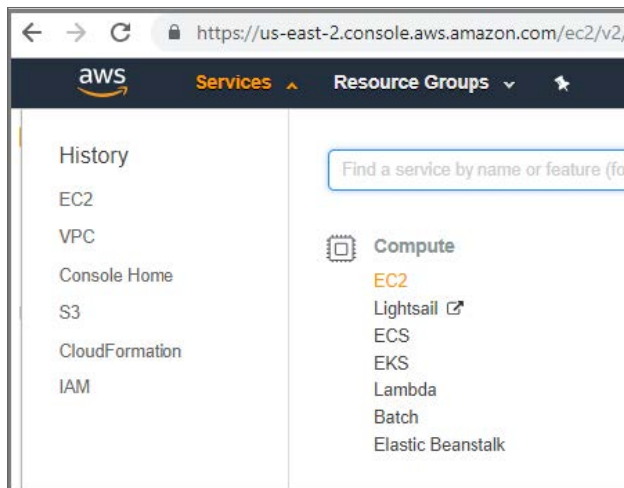 https://us-east-2.console.aws.amazon.com/ec2/v2/
aws Services Resource Groups
History
EC2
VPC
Console Home
S3
CloudFormation
IAM
Find a service by name or feature (fo
Compute
EC2
Lightsail
ECS
EKS
Lambda
Batch
Elastic Beanstalk